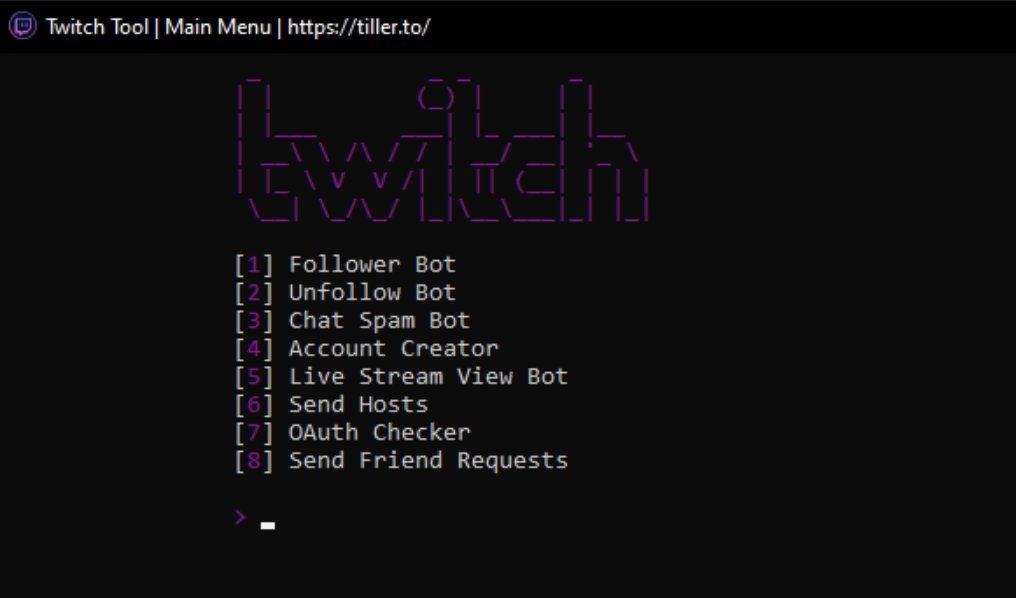 Twitch Tool | Main Menu | https://tiller.to/
twitch
[1] Follower Bot
[2] Unfollow Bot
[3] Chat Spam Bot
[4] Account Creator
[5] Live Stream View Bot
[6] Send Hosts
[7] OAuth Checker
[8] Send Friend Requests
> _